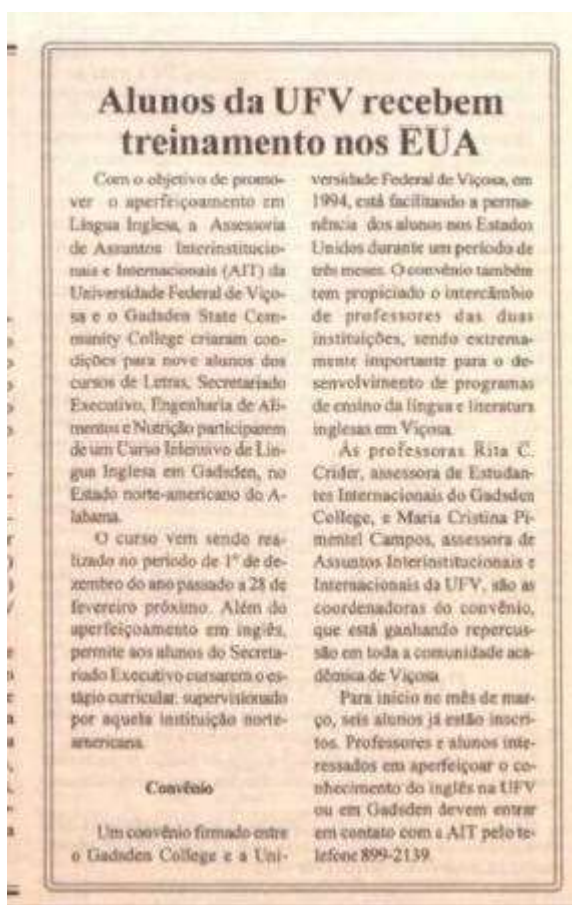 Alunos da UFV recebem
treinamento nos EUA
Com o objetivo de promo-
ver o aperfeiçoamento em
Língua Inglesa, a Assessoria
de Assuntos Interinstitucio-
nais e Internacionais (AIT) da
Universidade Federal de Viço-
sa e o Gadsden State Com-
munity College criaram con-
dições para nove alunos dos
cursos de Letras, Secretariado
Executivo, Engenharia de Ali-
mentos e Nutrição participarem
de um Curso Intensivo de Lín-
gua Inglesa em Gadsden, no
Estado norte-americano do A-
labama.
O curso vem sendo rea-
lizado no período de 1º de de-
zembro do ano passado a 28 de
fevereiro próximo. Além do
aperfeiçoamento em inglês,
permite aos alunos do Secreta-
riado Executivo cursarem o es-
tágio curricular, supervisionado
por aquela instituição norte-
americana.
Convênio
Um convênio firmado entre
o Gadsden College e a Uni-
versidade Federal de Viçosa, em
1994, está facilitando a perma-
nência dos alunos nos Estados
Unidos durante um período de
três meses. O convênio também
tem propiciado o intercâmbio
de professores das duas
instituições, sendo extrema-
mente importante para o de-
senvolvimento de programas
de ensino da língua e literatura
inglesas em Viçosa.
As professoras Rita C.
Crider, assessora de Estudan-
tes Internacionais do Gadsden
College, e Maria Cristina Pi-
mentel Campos, assessora de
Assuntos Interinstitucionais e
Internacionais da UFV, são as
coordenadoras do convênio,
que está ganhando repercus-
são em toda a comunidade aca-
dêmica de Viçosa.
Para início no mês de mar-
ço, seis alunos já estão inscri-
tos. Professores e alunos inte-
ressados em aperfeiçoar o co-
nhecimento do inglês na UFV
ou em Gadsden devem entrar
em contato com a AIT pelo te-
lefone 899-2139.